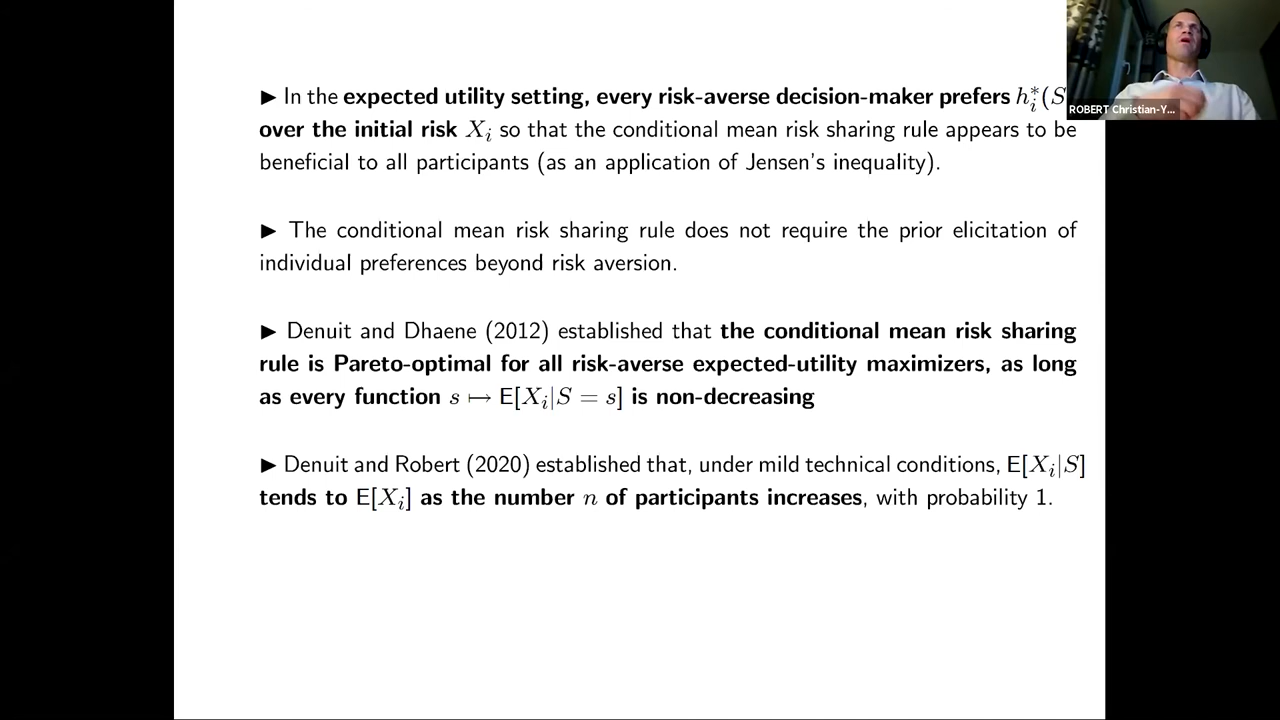 ▶ In the expected utility setting, every risk-averse decision-maker prefers h_i^*(S
ROBERT Christian-Y...
over the initial risk X_i so that the conditional mean risk sharing rule appears to be
beneficial to all participants (as an application of Jensen's inequality).
▶ The conditional mean risk sharing rule does not require the prior elicitation of
individual preferences beyond risk aversion.
▶ Denuit and Dhaene (2012) established that the conditional mean risk sharing
rule is Pareto-optimal for all risk-averse expected-utility maximizers, as long
as every function s ↦ E[X_i|S = s] is non-decreasing
▶ Denuit and Robert (2020) established that, under mild technical conditions, E[X_i|S]
tends to E[X_i] as the number n of participants increases, with probability 1.